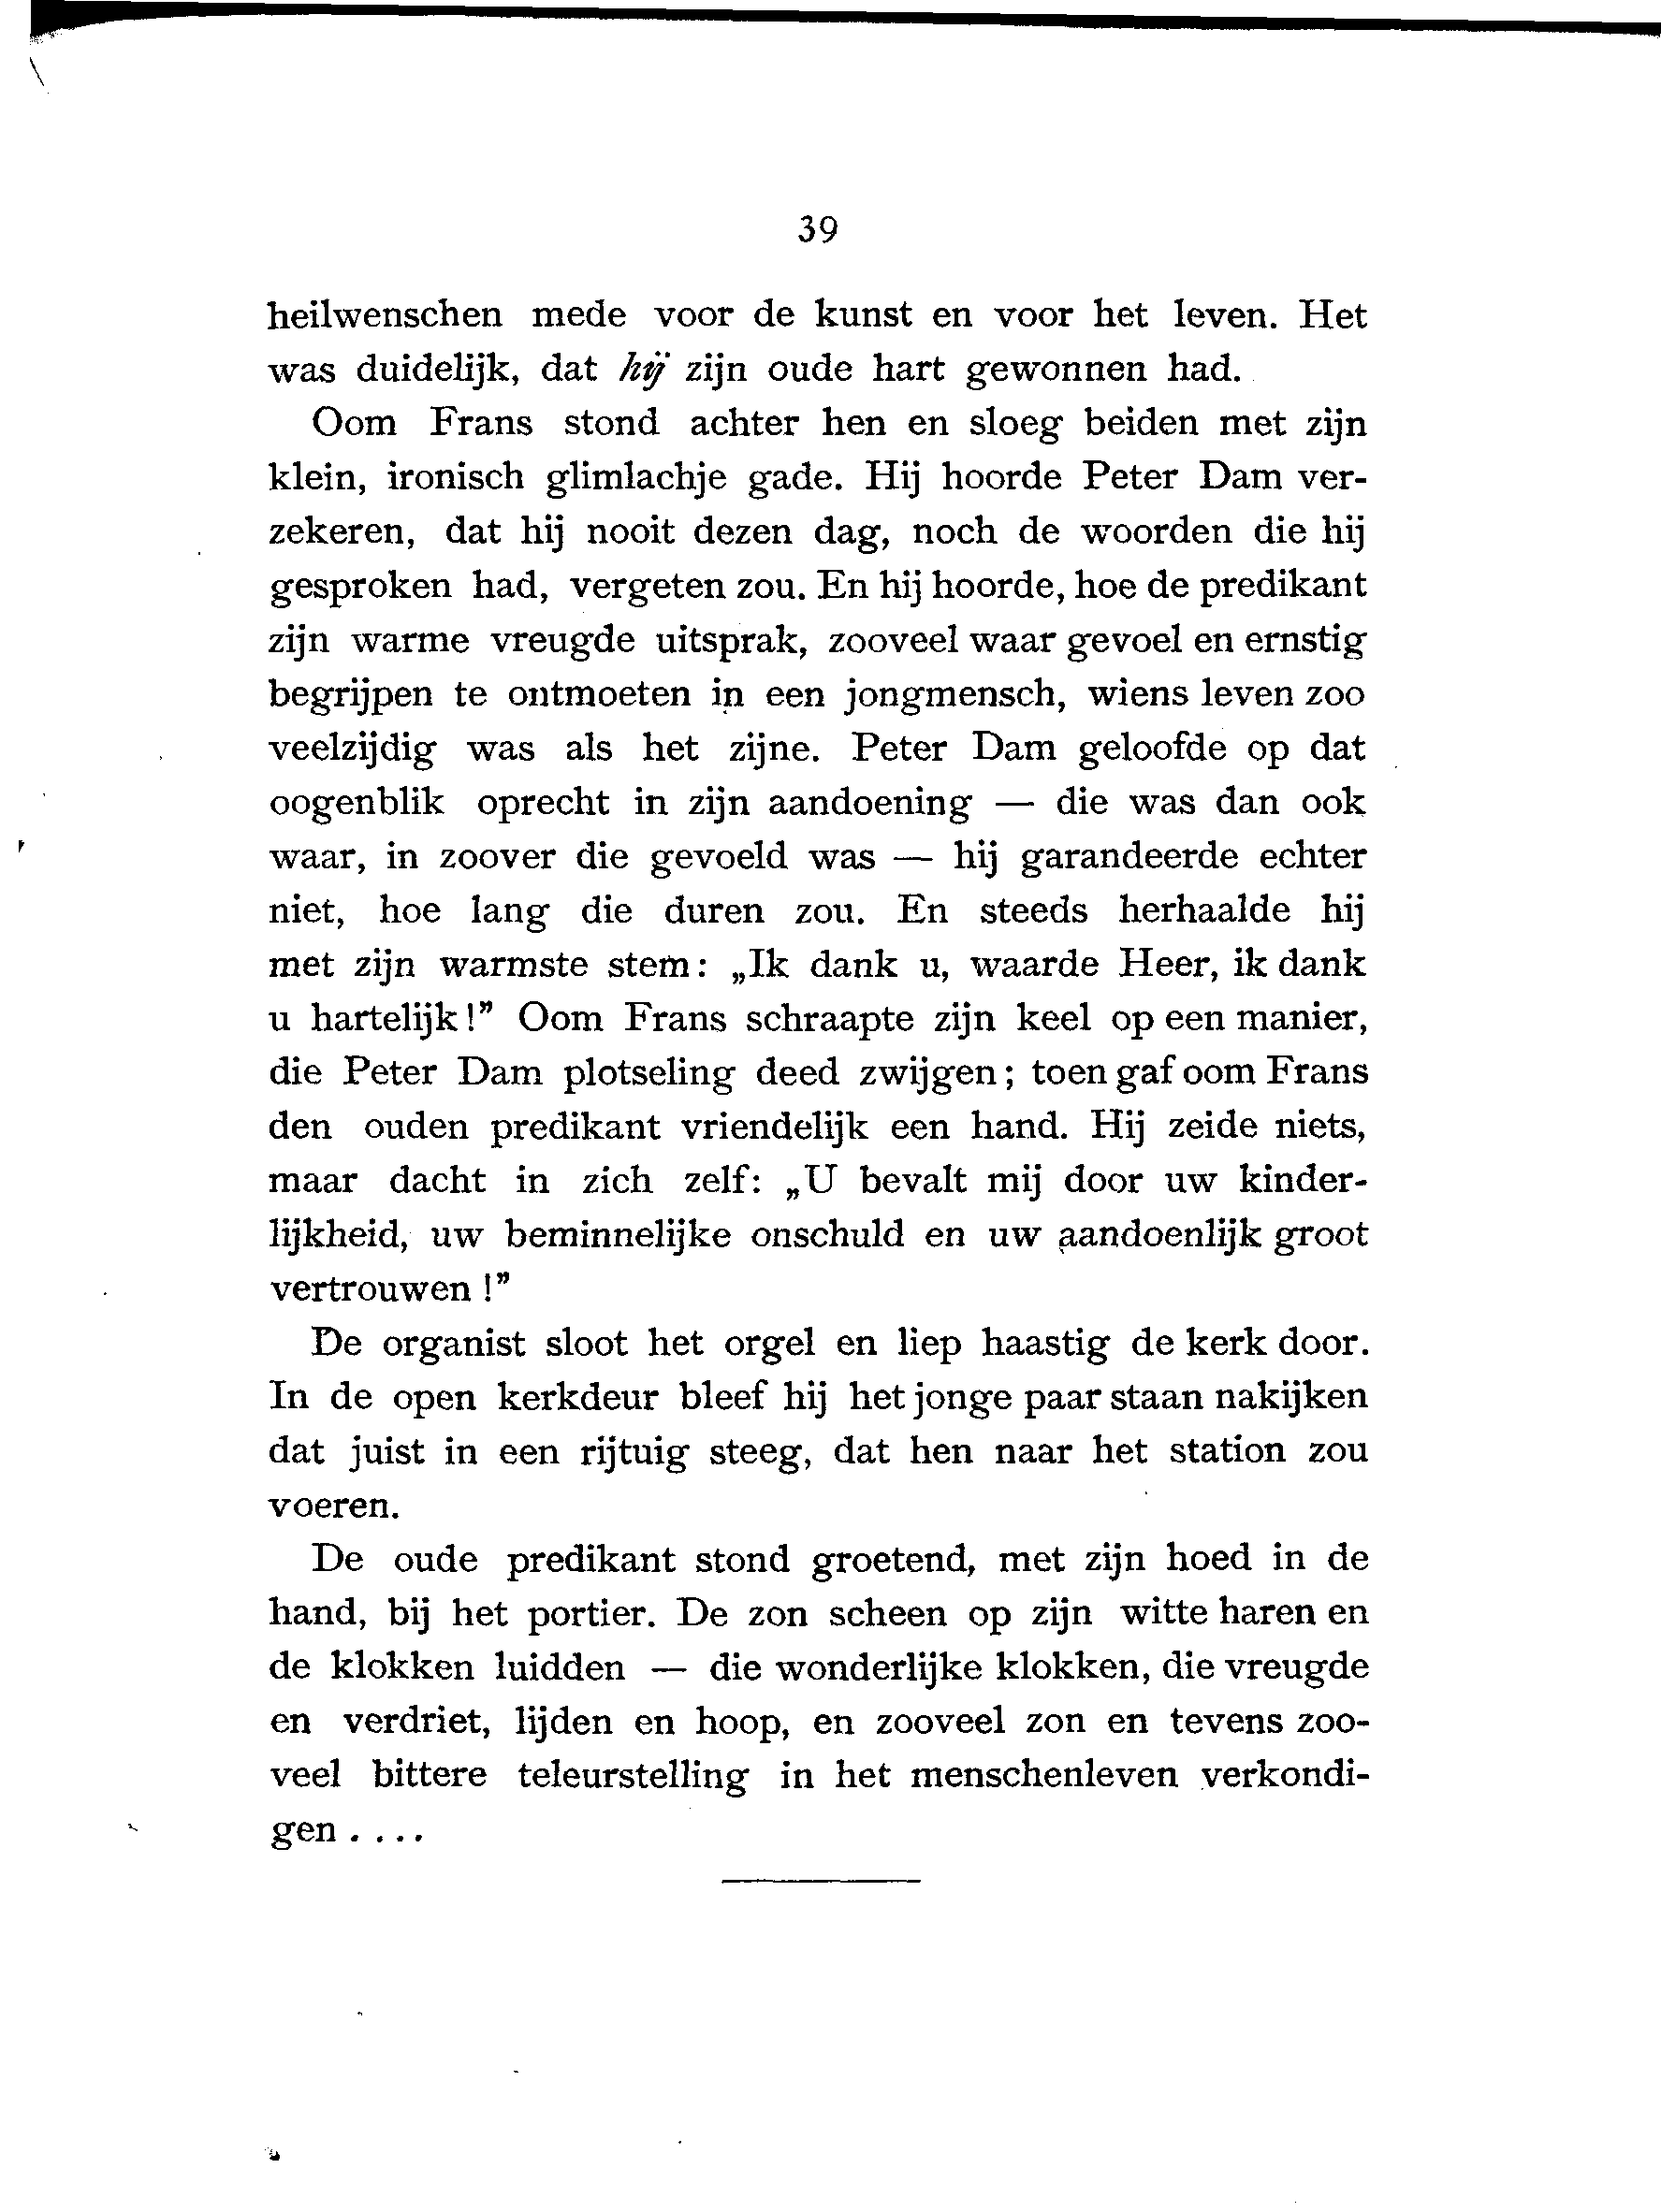 39
heilwenschen mede voor de kunst en voor het leven. Het
was duidelijk, dat hij zijn oude hart gewonnen had.
Oom Frans stond achter hen en sloeg beiden met zijn
klein, ironisch glimlachje gade. Hij hoorde Peter Dam ver-
zekeren, dat hij nooit dezen dag, noch de woorden die hij
gesproken had, vergeten zou. En hij hoorde, hoe de predikant
zijn warme vreugde uitsprak, zooveel waar gevoel en ernstig
begrijpen te ontmoeten in een jongmensch, wiens leven zoo
veelzijdig was als het zijne. Peter Dam geloofde op dat
oogenblik oprecht in zijn aandoening — die was dan ook
waar, in zoover die gevoeld was — hij garandeerde echter
niet, hoe lang die duren zou. En steeds herhaalde hij
met zijn warmste stem: „Ik dank u, waarde Heer, ik dank
u hartelijk!” Oom Frans schraapte zijn keel op een manier,
die Peter Dam plotseling deed zwijgen; toen gaf oom Frans
den ouden predikant vriendelijk een hand. Hij zeide niets,
maar dacht in zich zelf: „U bevalt mij door uw kinder-
lijkheid, uw beminnelijke onschuld en uw aandoenlijk groot
vertrouwen!”
De organist sloot het orgel en liep haastig de kerk door.
In de open kerkdeur bleef hij het jonge paar staan nakijken
dat juist in een rijtuig steeg, dat hen naar het station zou
voeren.
De oude predikant stond groetend, met zijn hoed in de
hand, bij het portier. De zon scheen op zijn witte haren en
de klokken luidden — die wonderlijke klokken, die vreugde
en verdriet, lijden en hoop, en zooveel zon en tevens zoo-
veel bittere teleurstelling in het menschenleven verkondi-
gen....